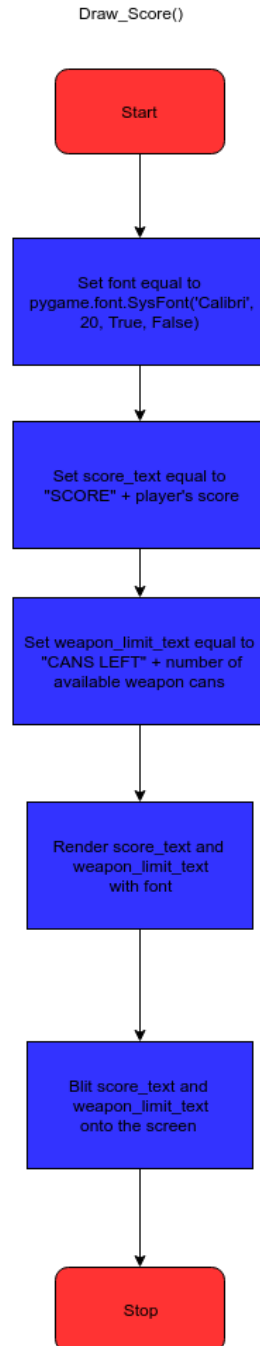 Draw_Score()
Start
Set font equal to
pygame.font.SysFont('Calibri',
20, True, False)
Set score_text equal to
"SCORE" + player's score
Set weapon_limit_text equal to
"CANS LEFT" + number of
available weapon cans
Render score_text and
weapon_limit_text
with font
Blit score_text and
weapon_limit_text
onto the screen
Stop